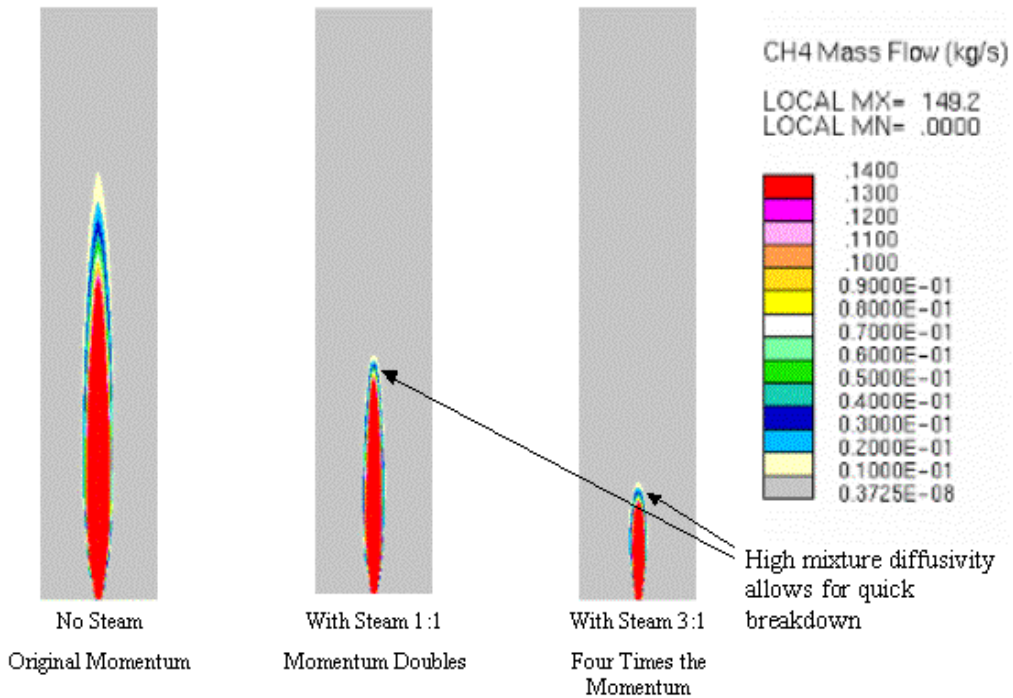 CH4 Mass Flow (kg/s)
LOCAL MX= 149.2
LOCAL MN= .0000
.1400
.1300
.1200
.1100
.1000
0.9000E-01
0.8000E-01
0.7000E-01
0.6000E-01
0.5000E-01
0.4000E-01
0.3000E-01
0.2000E-01
0.1000E-01
0.3725E-08
High mixture diffusivity
allows for quick
breakdown
No Steam
Original Momentum
With Steam 1:1
Momentum Doubles
With Steam 3:1
Four Times the
Momentum